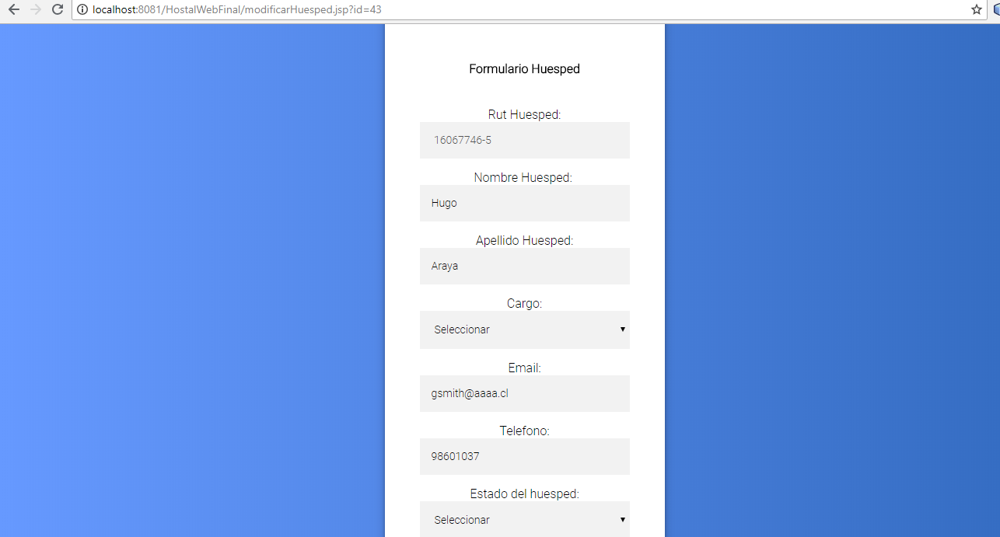 localhost:8081/HostalWebFinal/modificarHuesped.jsp?id=43
Formulario Huesped
Rut Huesped:
16067746-5
Nombre Huesped:
Hugo
Apellido Huesped:
Araya
Cargo:
Seleccionar
Email:
gsmith@aaaa.cl
Telefono:
98601037
Estado del huesped:
Seleccionar